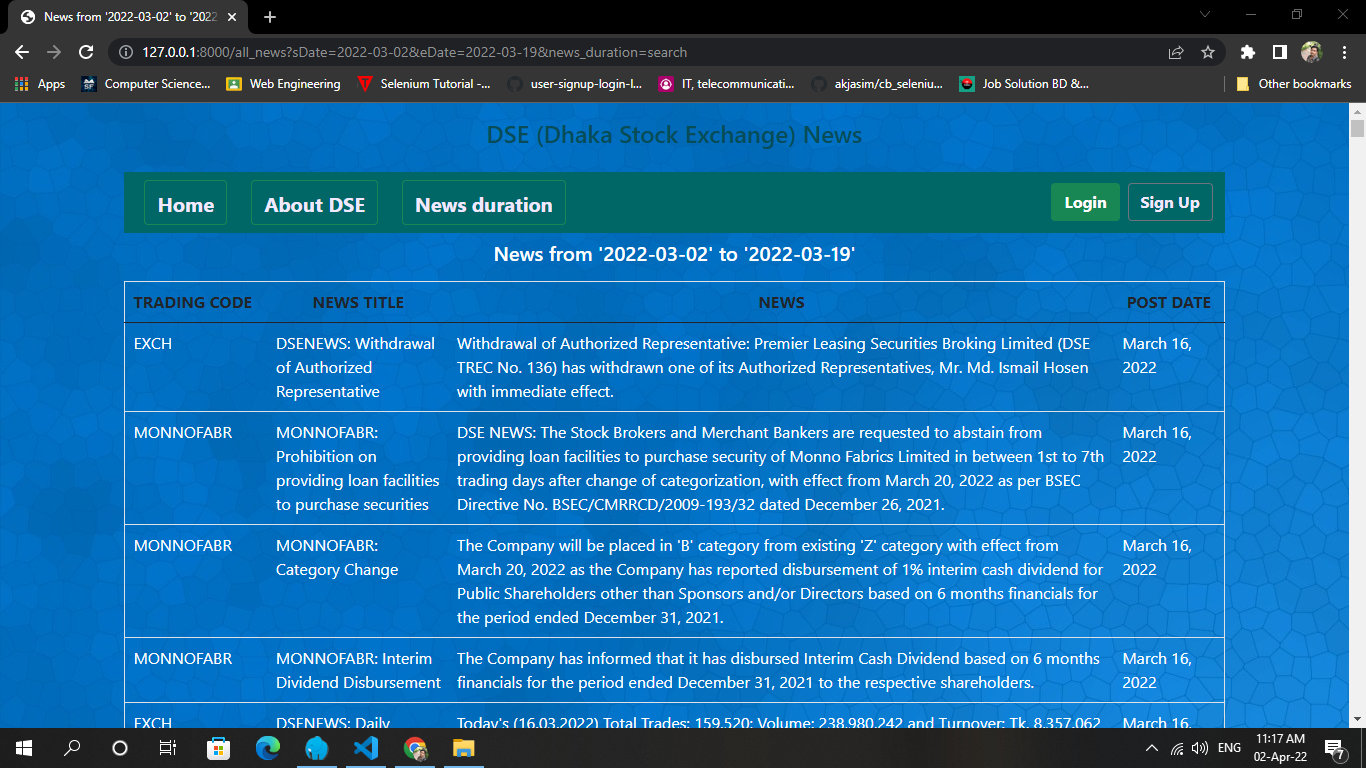 News from '2022-03-02' to '2022
127.0.0.1:8000/all_news?sDate=2022-03-02&eDate=2022-03-19&news_duration=search
Apps Computer Science... Web Engineering Selenium Tutorial -... user-signup-login-l... IT, telecommunicati... akjasim/cb_seleniu... Job Solution BD &... Other bookmarks
DSE (Dhaka Stock Exchange) News
Home About DSE News duration Login Sign Up
News from '2022-03-02' to '2022-03-19'
TRADING CODE NEWS TITLE NEWS POST DATE
EXCH DSENEWS: Withdrawal Withdrawal of Authorized Representative: Premier Leasing Securities Broking Limited (DSE March 16,
of Authorized TREC No. 136) has withdrawn one of its Authorized Representatives, Mr. Md. Ismail Hosen 2022
Representative with immediate effect.
MONNOFABR MONNOFABR: DSE NEWS: The Stock Brokers and Merchant Bankers are requested to abstain from March 16,
Prohibition on providing loan facilities to purchase security of Monno Fabrics Limited in between 1st to 7th 2022
providing loan facilities trading days after change of categorization, with effect from March 20, 2022 as per BSEC
to purchase securities Directive No. BSEC/CMRRCD/2009-193/32 dated December 26, 2021.
MONNOFABR MONNOFABR: The Company will be placed in 'B' category from existing 'Z' category with effect from March 16,
Category Change March 20, 2022 as the Company has reported disbursement of 1% interim cash dividend for 2022
Public Shareholders other than Sponsors and/or Directors based on 6 months financials for
the period ended December 31, 2021.
MONNOFABR MONNOFABR: Interim The Company has informed that it has disbursed Interim Cash Dividend based on 6 months March 16,
Dividend Disbursement financials for the period ended December 31, 2021 to the respective shareholders. 2022
EXCH DSENEWS: Daily Today's (16.03.2022) Total Trades: 159,520; Volume: 238,980,242 and Turnover: Tk. 8,357.062 March 16,
ENG 11:17 AM
02-Apr-22 7